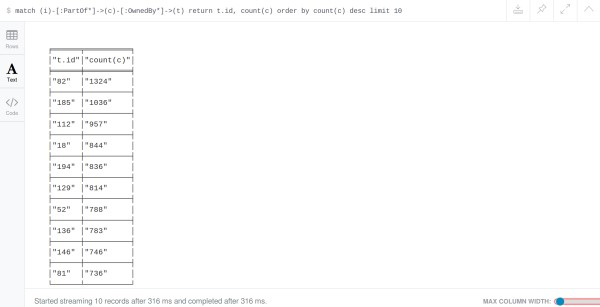 $ match (i)-[:PartOf*]->(c)-[:OwnedBy*]->(t) return t.id, count(c) order by count(c) desc limit 10
Rows
A
Text
</>
Code
"t.id" "count(c)"
"82" "1324"
"185" "1036"
"112" "957"
"18" "844"
"194" "836"
"129" "814"
"52" "788"
"136" "783"
"146" "746"
"81" "736"
Started streaming 10 records after 316 ms and completed after 316 ms.
MAX COLUMN WIDTH: